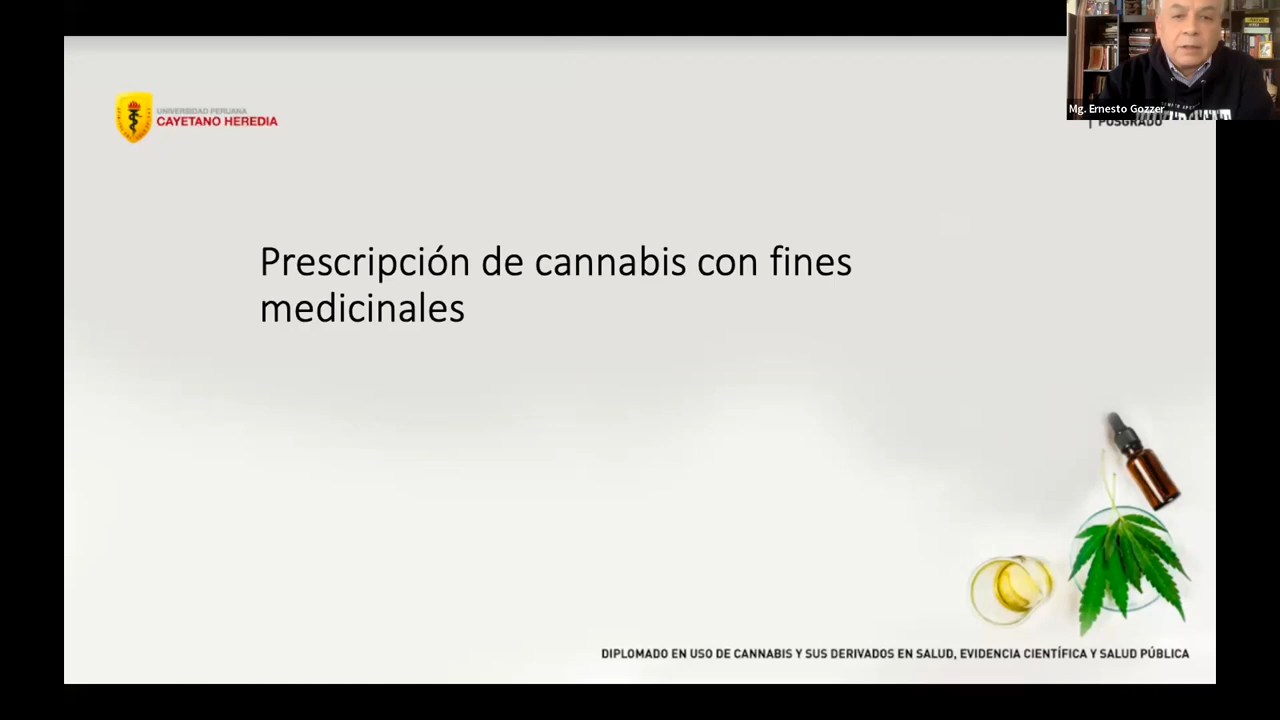 UNIVERSIDAD PERUANA
CAYETANO HEREDIA
Mg. Ernesto Gozzer
| POSGRADO
Prescripción de cannabis con fines
medicinales
DIPLOMADO EN USO DE CANNABIS Y SUS DERIVADOS EN SALUD, EVIDENCIA CIENTÍFICA Y SALUD PÚBLICA